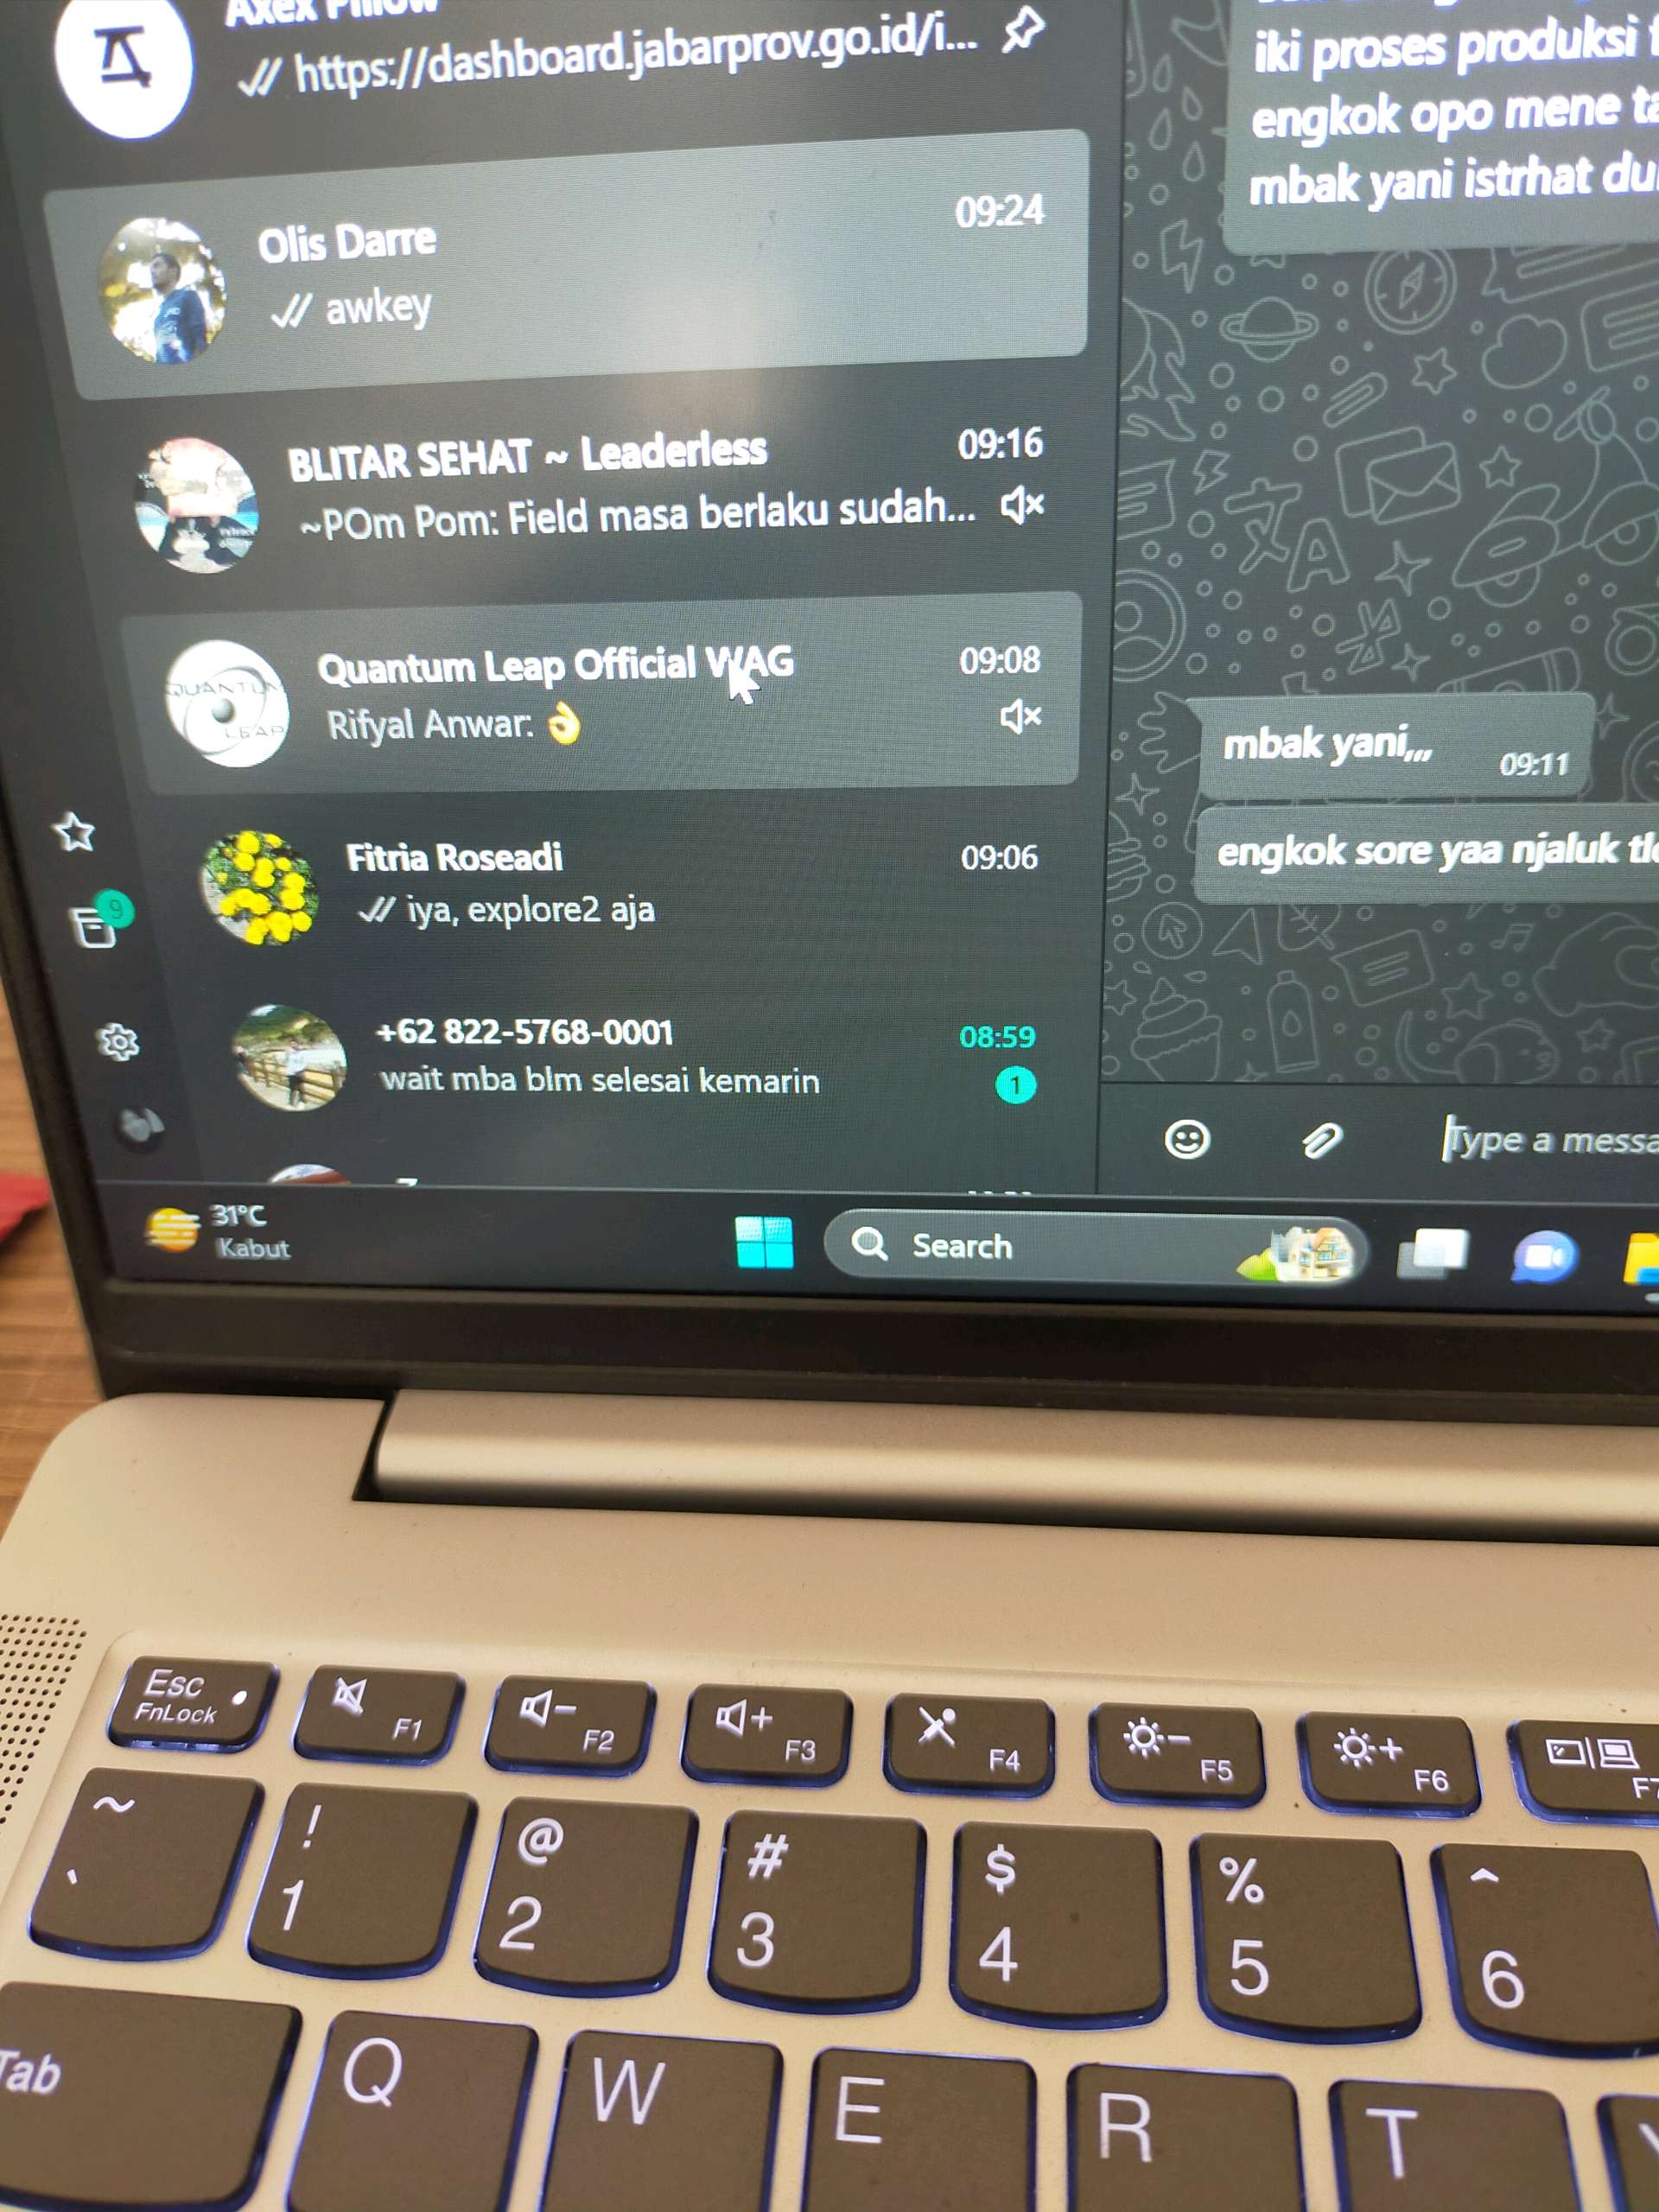 Axex Pillow
https://dashboard.jabarprov.go.id/i...
iki proses produksi
engkok opo mene
mbak yani istrhat
Olis Darre 09:24
awkey
BLITAR SEHAT ~ Leaderless 09:16
~POm Pom: Field masa berlaku sudah...
QUANTUM
LEAP
Quantum Leap Official WAG 09:08
Rifyal Anwar: 👌
mbak yani,,, 09:11
engkok sore yaa njaluk
Fitria Roseadi 09:06
iya, explore2 aja
9
+62 822-5768-0001 08:59
wait mba blm selesai kemarin 1
Type a messa
31°C
Kabut
Search
Esc
FnLock
F1
F2
F3
F4
F5
F6
F7
~ ! @ # $ % ^
` 1 2 3 4 5 6
Tab Q W E R T